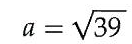 a = √39